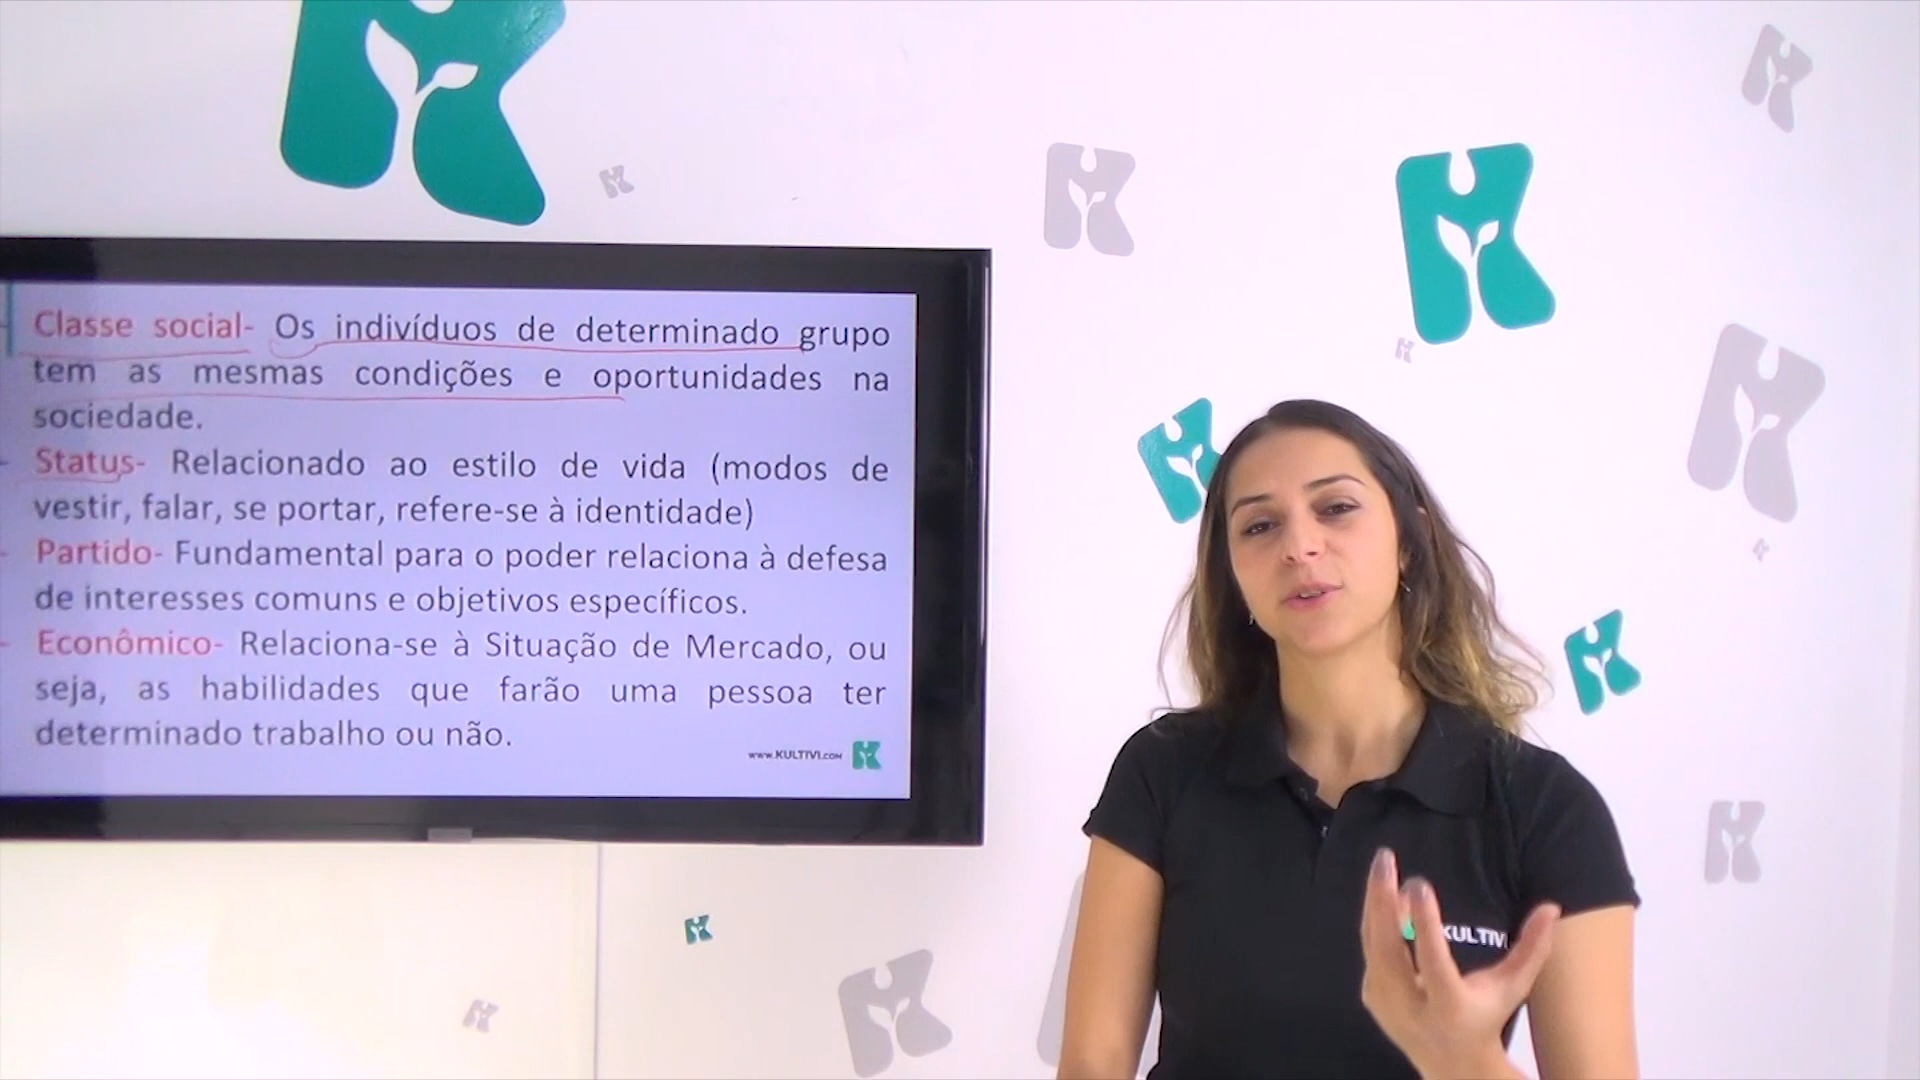 Classe social- Os indivíduos de determinado grupo
tem as mesmas condições e oportunidades na
sociedade.
Status- Relacionado ao estilo de vida (modos de
vestir, falar, se portar, refere-se à identidade)
Partido- Fundamental para o poder relaciona à defesa
de interesses comuns e objetivos específicos.
Econômico- Relaciona-se à Situação de Mercado, ou
seja, as habilidades que farão uma pessoa ter
determinado trabalho ou não.
www.KULTIVI.com
KULTIVI